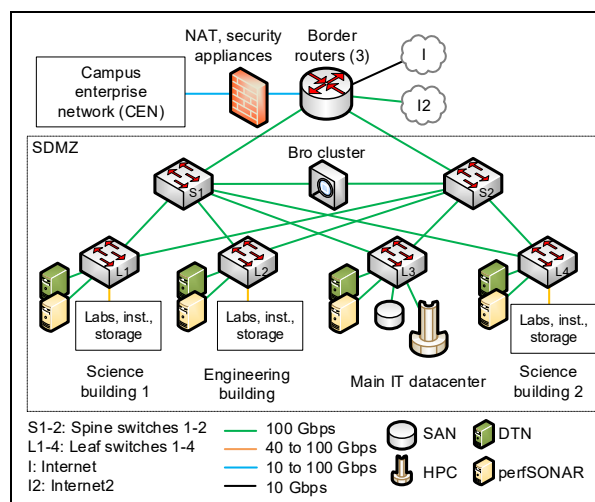 NAT, security
appliances
Border
routers (3)
I
Campus
enterprise
network (CEN)
I2
SDMZ
Bro cluster
S1
S2
L1
L2
L3
L4
Labs, inst.,
storage
Labs, inst.,
storage
Labs, inst.,
storage
Science
building 1
Engineering
building
Main IT datacenter
Science
building 2
S1-2: Spine switches 1-2
L1-4: Leaf switches 1-4
I: Internet
I2: Internet2
100 Gbps
40 to 100 Gbps
10 to 100 Gbps
10 Gbps
SAN
HPC
DTN
perfSONAR